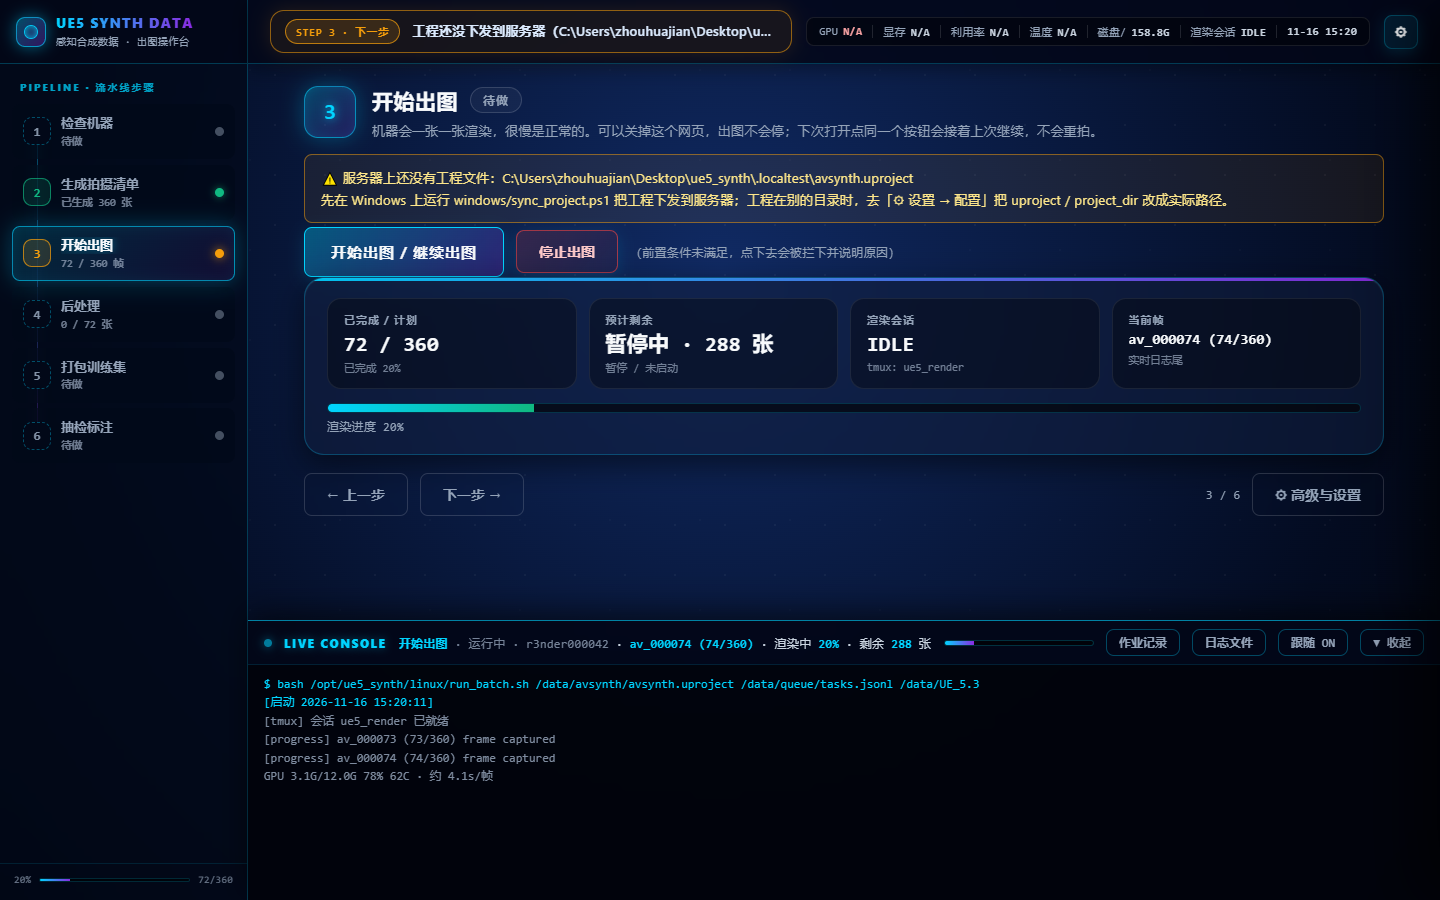 UE5 SYNTH DATA
感知合成数据 · 出图操作台
STEP 3 · 下一步 工程还没下发到服务器（C:\Users\zhouhuajian\Desktop\u...
GPU N/A 显存 N/A 利用率 N/A 温度 N/A 磁盘/ 158.8G 渲染会话 IDLE 11-16 15:20
PIPELINE · 流水线步骤
1 检查机器
待做
2 生成拍摄清单
已生成 360 张
3 开始出图
72 / 360 帧
4 后处理
0 / 72 张
5 打包训练集
待做
6 抽检标注
待做
20% 72/360
3 开始出图 待做
机器会一张一张渲染，很慢是正常的。可以关掉这个网页，出图不会停；下次打开点同一个按钮会接着上次继续，不会重拍。
⚠ 服务器上还没有工程文件：C:\Users\zhouhuajian\Desktop\ue5_synth\.localtest\avsynth.uproject
先在 Windows 上运行 windows/sync_project.ps1 把工程下发到服务器；工程在别的目录时，去「⚙ 设置 → 配置」把 uproject / project_dir 改成实际路径。
开始出图 / 继续出图 停止出图 (前置条件未满足，点下去会被拦下并说明原因)
已完成 / 计划
72 / 360
已完成 20%
预计剩余
暂停中 · 288 张
暂停 / 未启动
渲染会话
IDLE
tmux: ue5_render
当前帧
av_000074 (74/360)
实时日志尾
渲染进度 20%
← 上一步 下一步 → 3 / 6 ⚙ 高级与设置
LIVE CONSOLE 开始出图 · 运行中 · r3nder000042 · av_000074 (74/360) · 渲染中 20% · 剩余 288 张 作业记录 日志文件 跟随 ON ▼ 收起
$ bash /opt/ue5_synth/linux/run_batch.sh /data/avsynth/avsynth.uproject /data/queue/tasks.jsonl /data/UE_5.3
[启动 2026-11-16 15:20:11]
[tmux] 会话 ue5_render 已就绪
[progress] av_000073 (73/360) frame captured
[progress] av_000074 (74/360) frame captured
GPU 3.1G/12.0G 78% 62C · 约 4.1s/帧